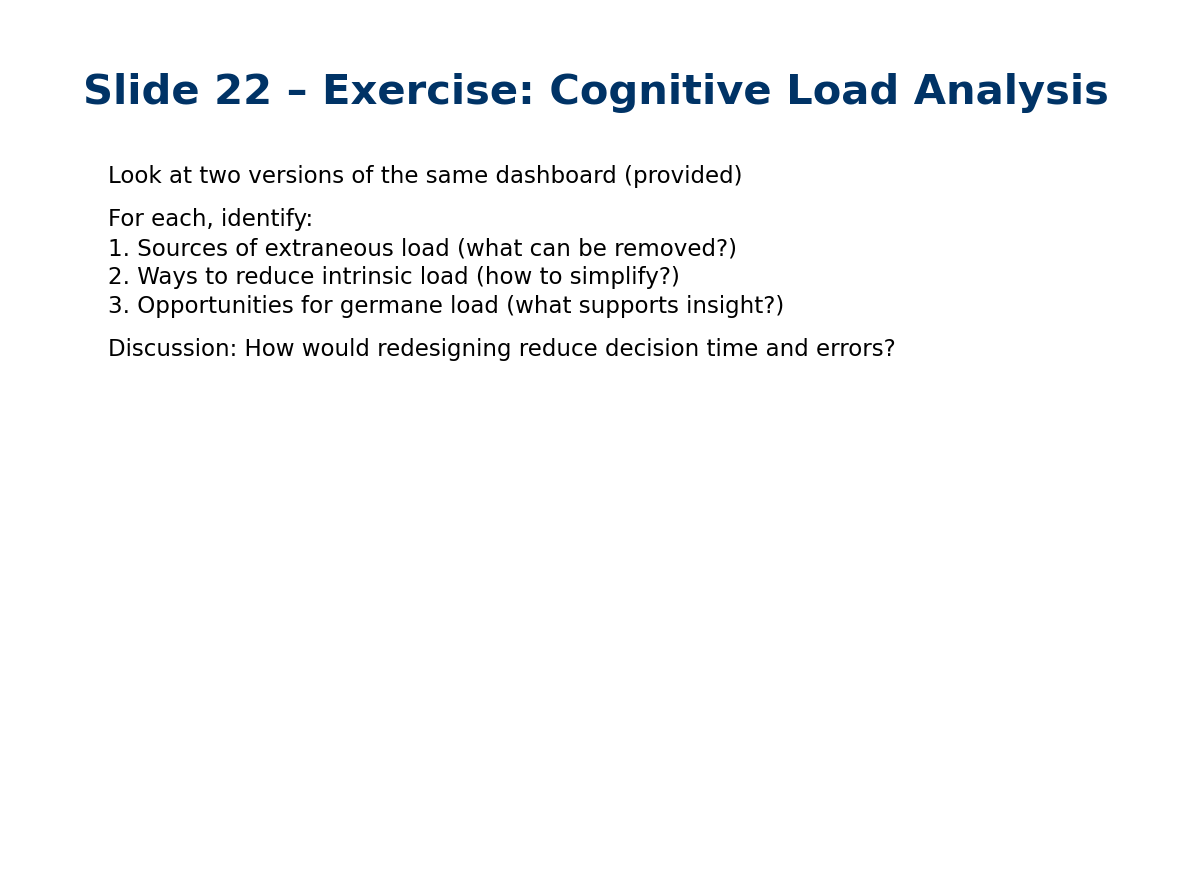 Slide 22 – Exercise: Cognitive Load Analysis
Look at two versions of the same dashboard (provided)
For each, identify:
1. Sources of extraneous load (what can be removed?)
2. Ways to reduce intrinsic load (how to simplify?)
3. Opportunities for germane load (what supports insight?)
Discussion: How would redesigning reduce decision time and errors?